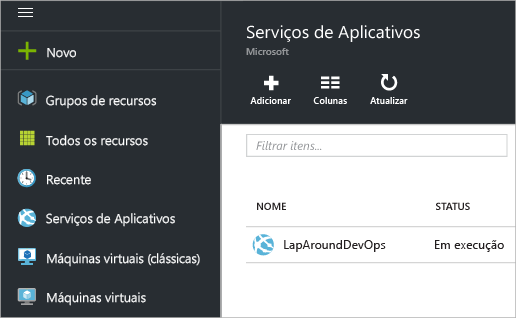 Novo
Grupos de recursos
Todos os recursos
Recente
Serviços de Aplicativos
Máquinas virtuais (clássicas)
Máquinas virtuais
Serviços de Aplicativos
Microsoft
Adicionar Colunas Atualizar
Filtrar itens...
NOME STATUS
LapAroundDevOps Em execução